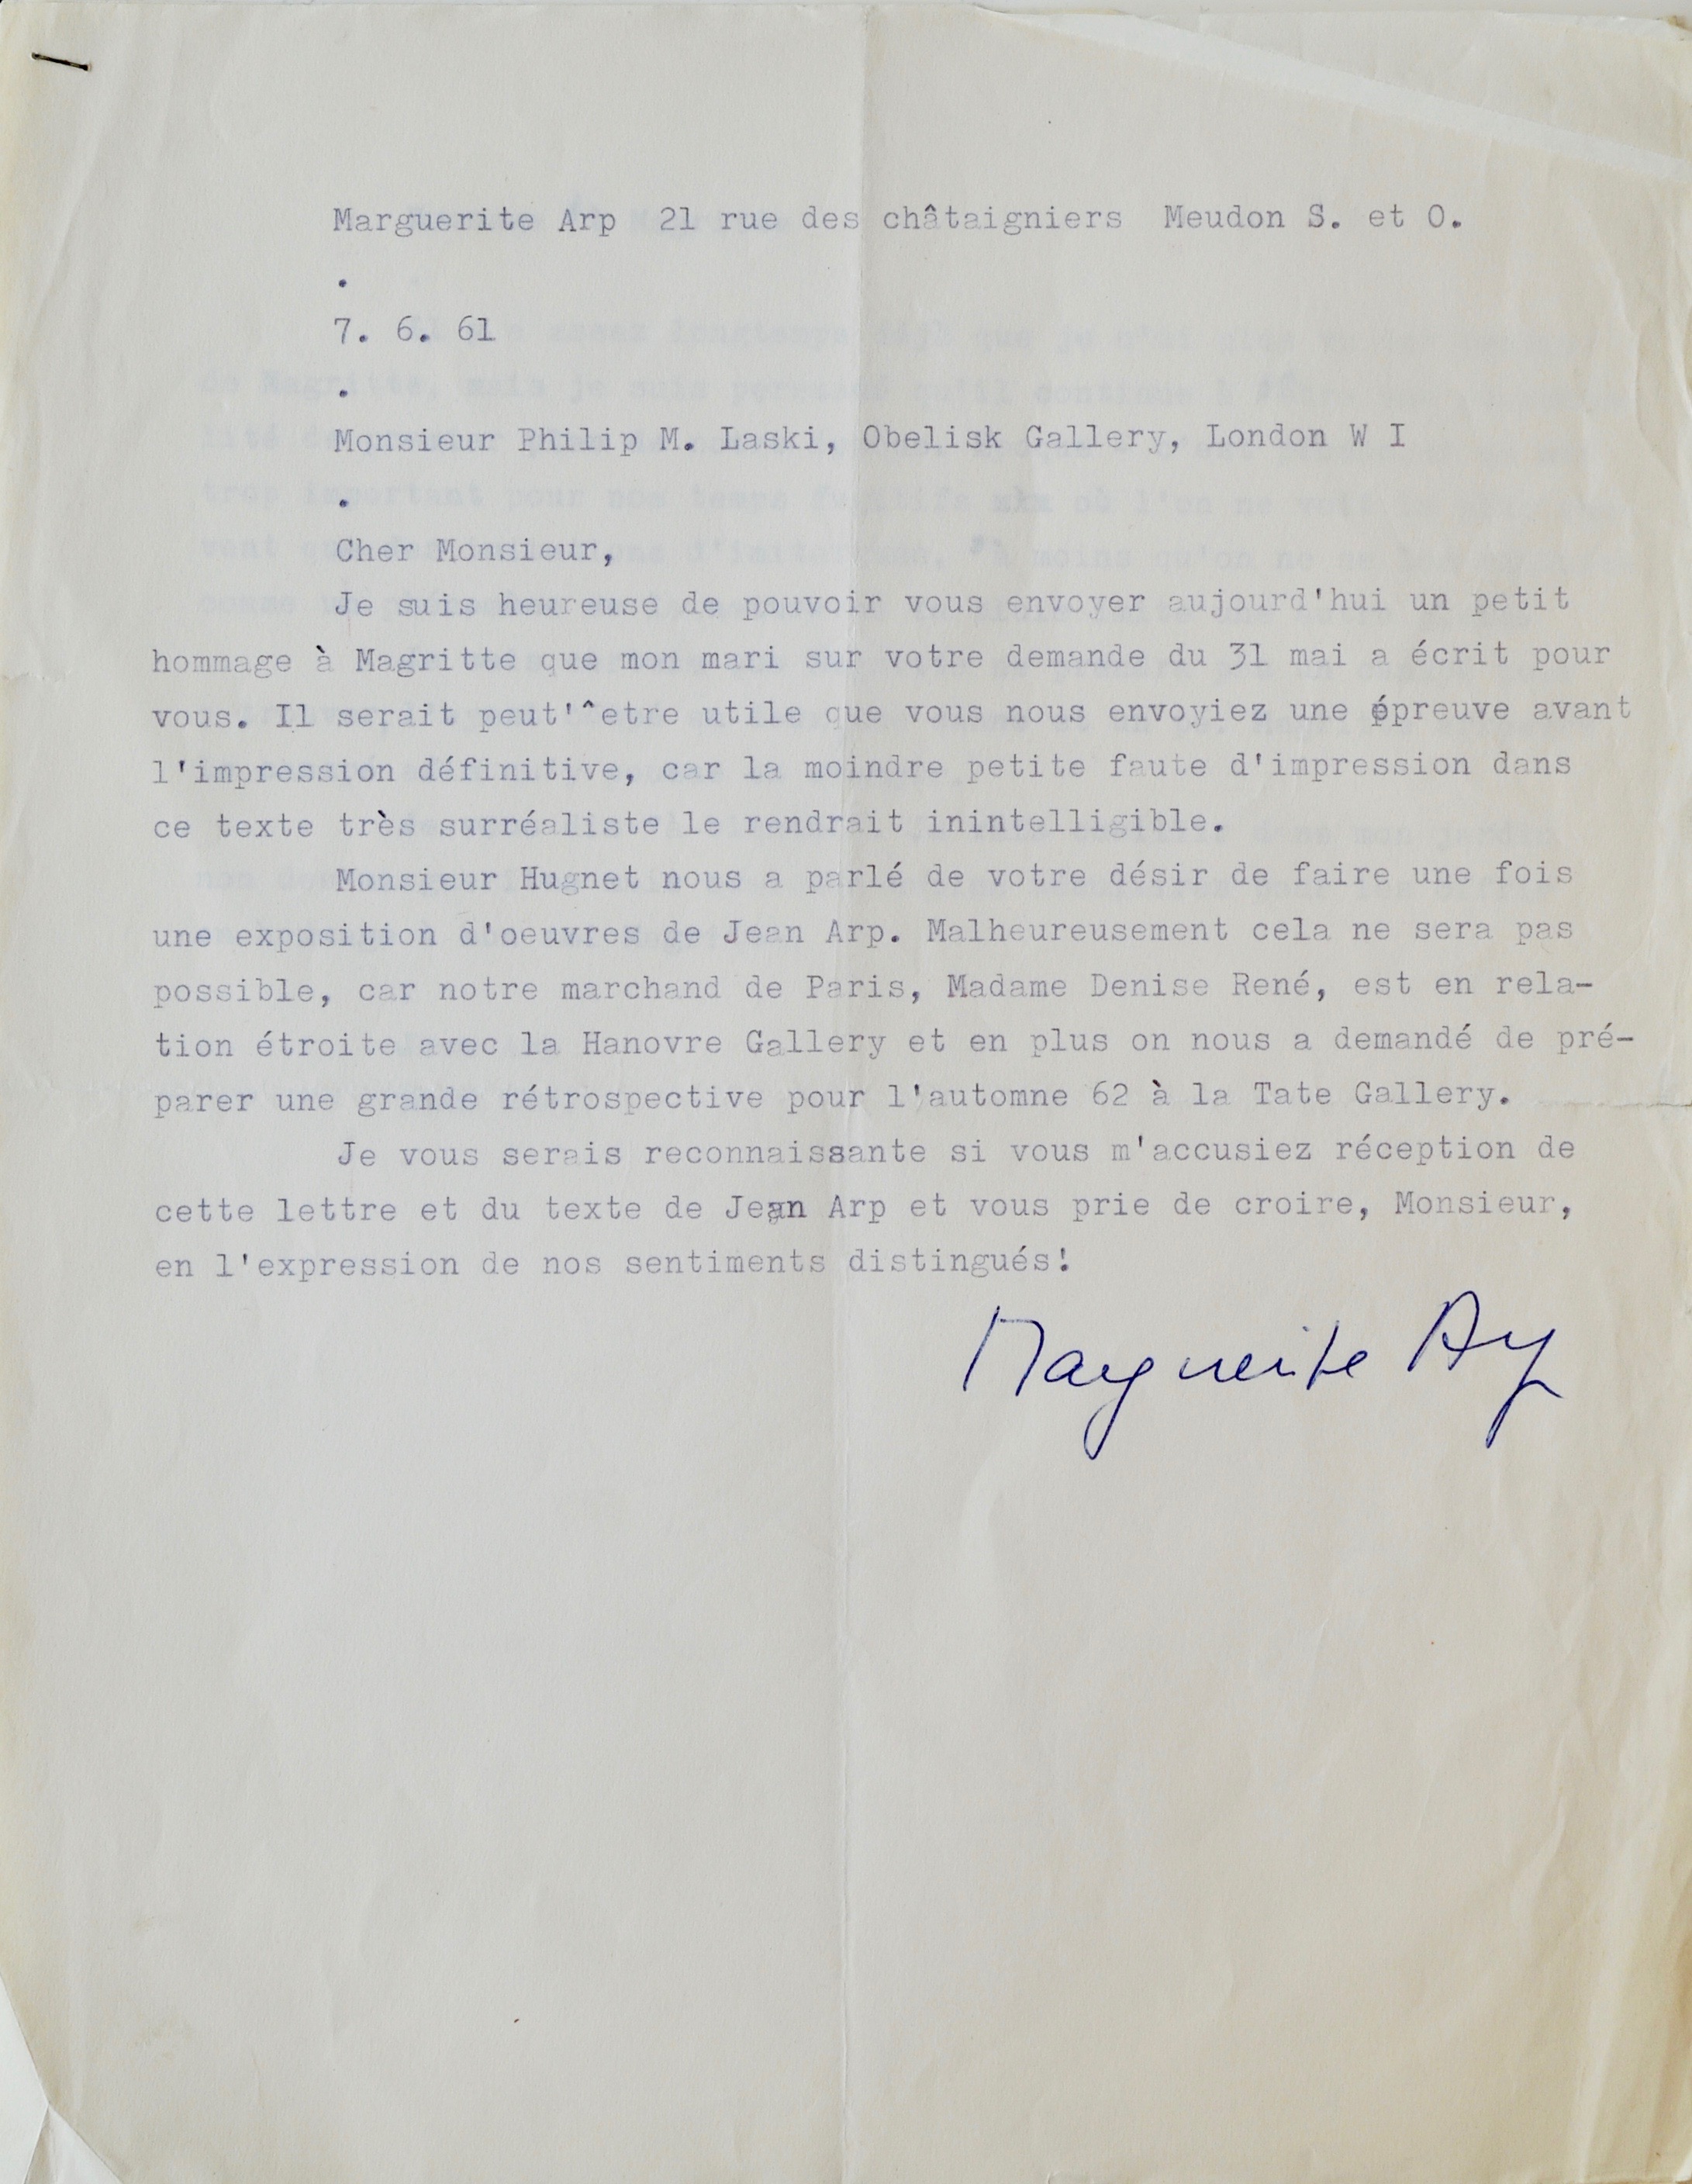 Marguerite Arp 21 rue des châtaigniers Meudon S. et O.
.
7. 6. 61
.
Monsieur Philip M. Laski, Obelisk Gallery, London W I
.
Cher Monsieur,
Je suis heureuse de pouvoir vous envoyer aujourd'hui un petit
hommage à Magritte que mon mari sur votre demande du 31 mai a écrit pour
vous. Il serait peut'^etre utile que vous nous envoyiez une épreuve avant
l'impression définitive, car la moindre petite faute d'impression dans
ce texte très surréaliste le rendrait inintelligible.
Monsieur Hugnet nous a parlé de votre désir de faire une fois
une exposition d'oeuvres de Jean Arp. Malheureusement cela ne sera pas
possible, car notre marchand de Paris, Madame Denise René, est en rela-
tion étroite avec la Hanovre Gallery et en plus on nous a demandé de pré-
parer une grande rétrospective pour l'automne 62 à la Tate Gallery.
Je vous serais reconnaissante si vous m'accusiez réception de
cette lettre et du texte de Jean Arp et vous prie de croire, Monsieur,
en l'expression de nos sentiments distingués!
Marguerite Arp